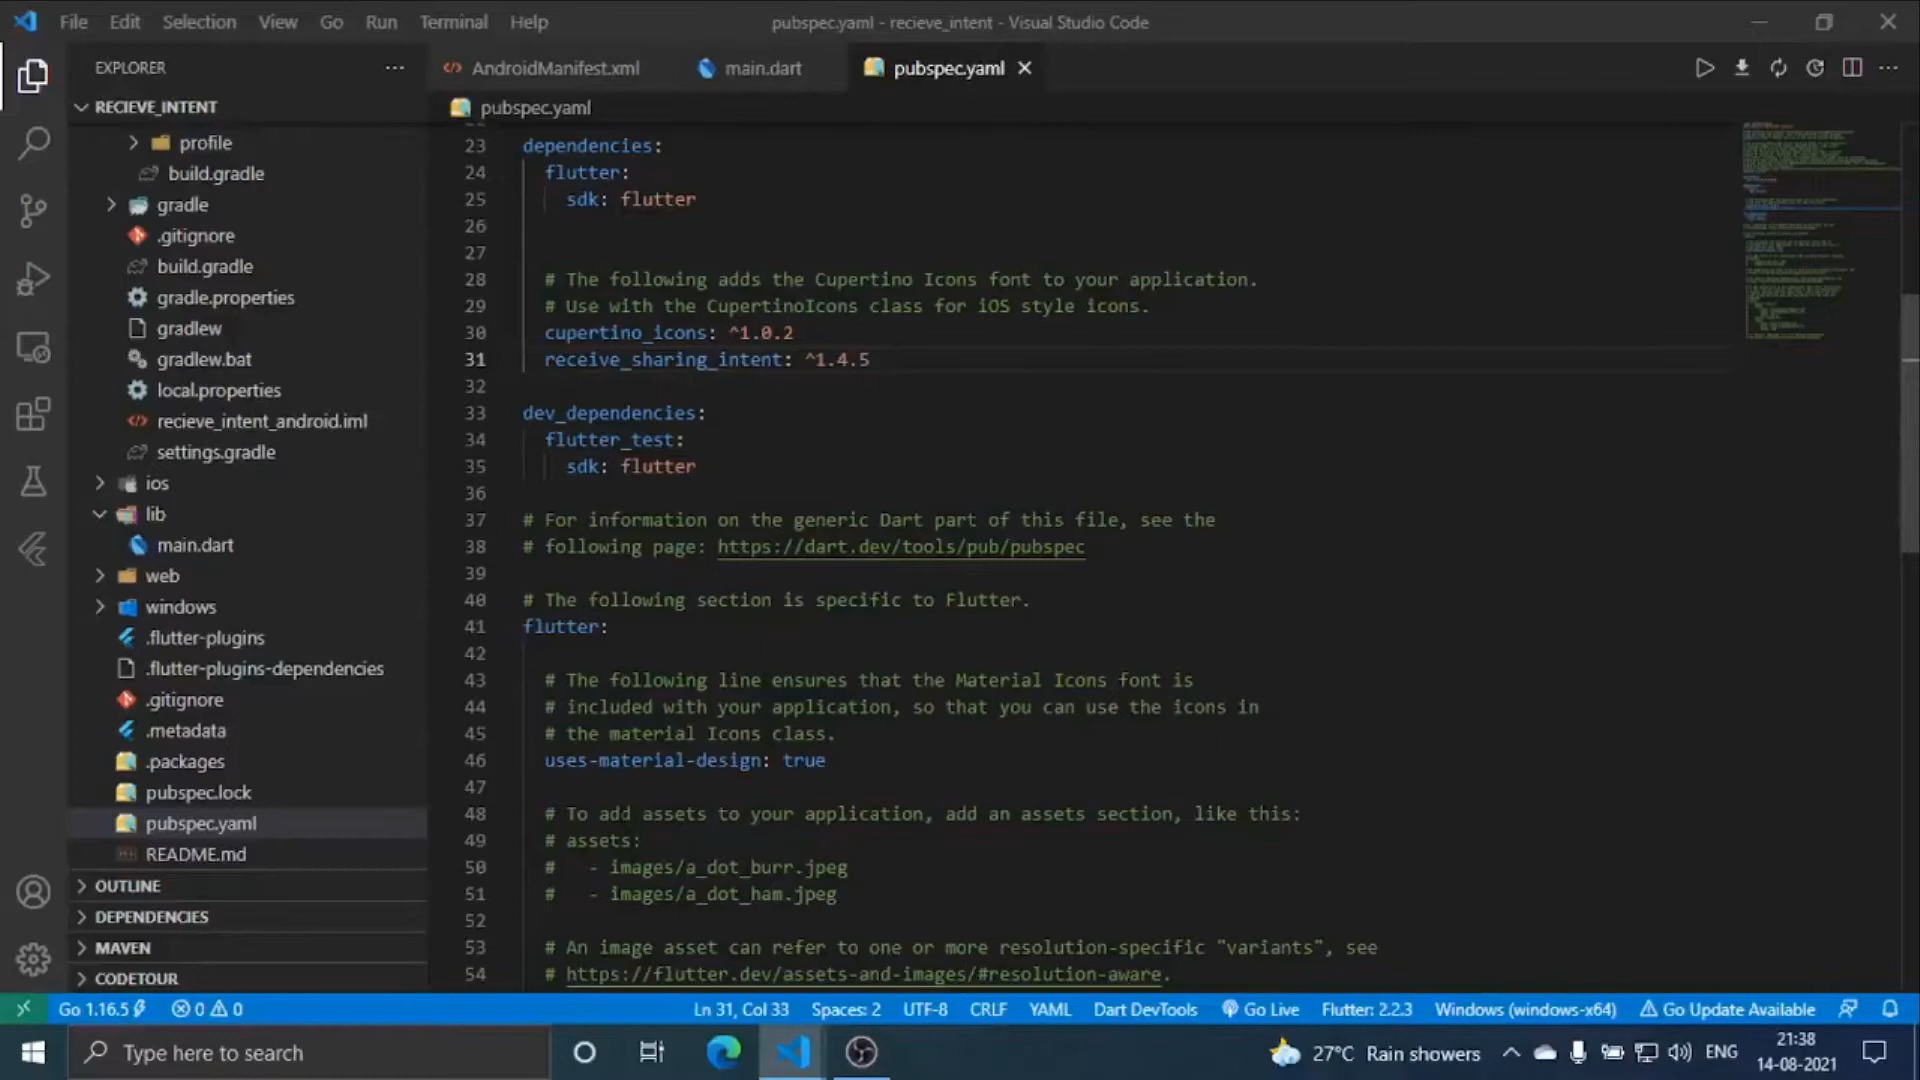 File Edit Selection View Go Run Terminal Help
pubspec.yaml - recieve_intent - Visual Studio Code
EXPLORER
RECIEVE_INTENT
profile
build.gradle
gradle
.gitignore
build.gradle
gradle.properties
gradlew
gradlew.bat
local.properties
recieve_intent_android.iml
settings.gradle
ios
lib
main.dart
web
windows
.flutter-plugins
.flutter-plugins-dependencies
.gitignore
.metadata
.packages
pubspec.lock
pubspec.yaml
README.md
OUTLINE
DEPENDENCIES
MAVEN
CODETOUR
AndroidManifest.xml main.dart pubspec.yaml
pubspec.yaml
23 dependencies:
24 flutter:
25 sdk: flutter
26
27
28 # The following adds the Cupertino Icons font to your application.
29 # Use with the CupertinoIcons class for iOS style icons.
30 cupertino_icons: ^1.0.2
31 receive_sharing_intent: ^1.4.5
32
33 dev_dependencies:
34 flutter_test:
35 sdk: flutter
36
37 # For information on the generic Dart part of this file, see the
38 # following page: https://dart.dev/tools/pub/pubspec
39
40 # The following section is specific to Flutter.
41 flutter:
42
43 # The following line ensures that the Material Icons font is
44 # included with your application, so that you can use the icons in
45 # the material Icons class.
46 uses-material-design: true
47
48 # To add assets to your application, add an assets section, like this:
49 # assets:
50 #   - images/a_dot_burr.jpeg
51 #   - images/a_dot_ham.jpeg
52
53 # An image asset can refer to one or more resolution-specific "variants", see
54 # https://flutter.dev/assets-and-images/#resolution-aware.
Go 1.16.5 0 0 Ln 31, Col 33 Spaces: 2 UTF-8 CRLF YAML Dart DevTools Go Live Flutter: 2.2.3 Windows (windows-x64) Go Update Available
Type here to search
27°C Rain showers ENG
21:38
14-08-2021